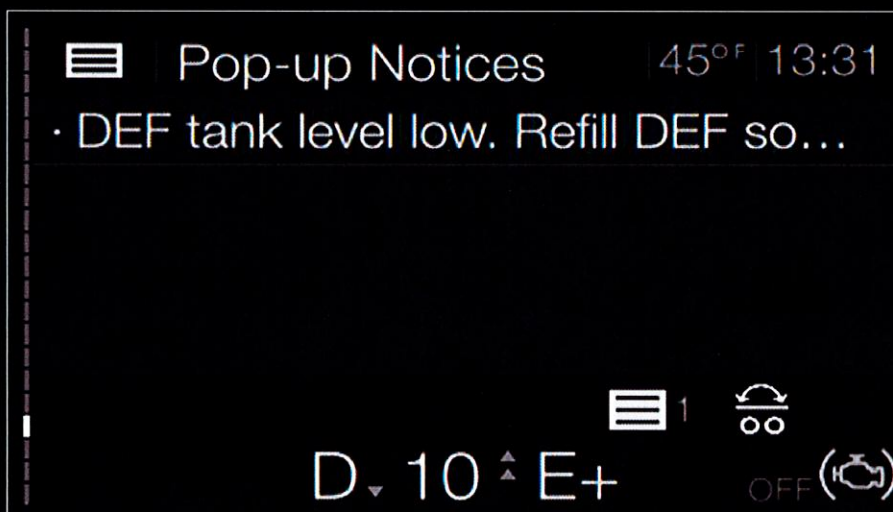 Pop-up Notices 45°F 13:31
· DEF tank level low. Refill DEF so...
1
D 10 E+
OFF